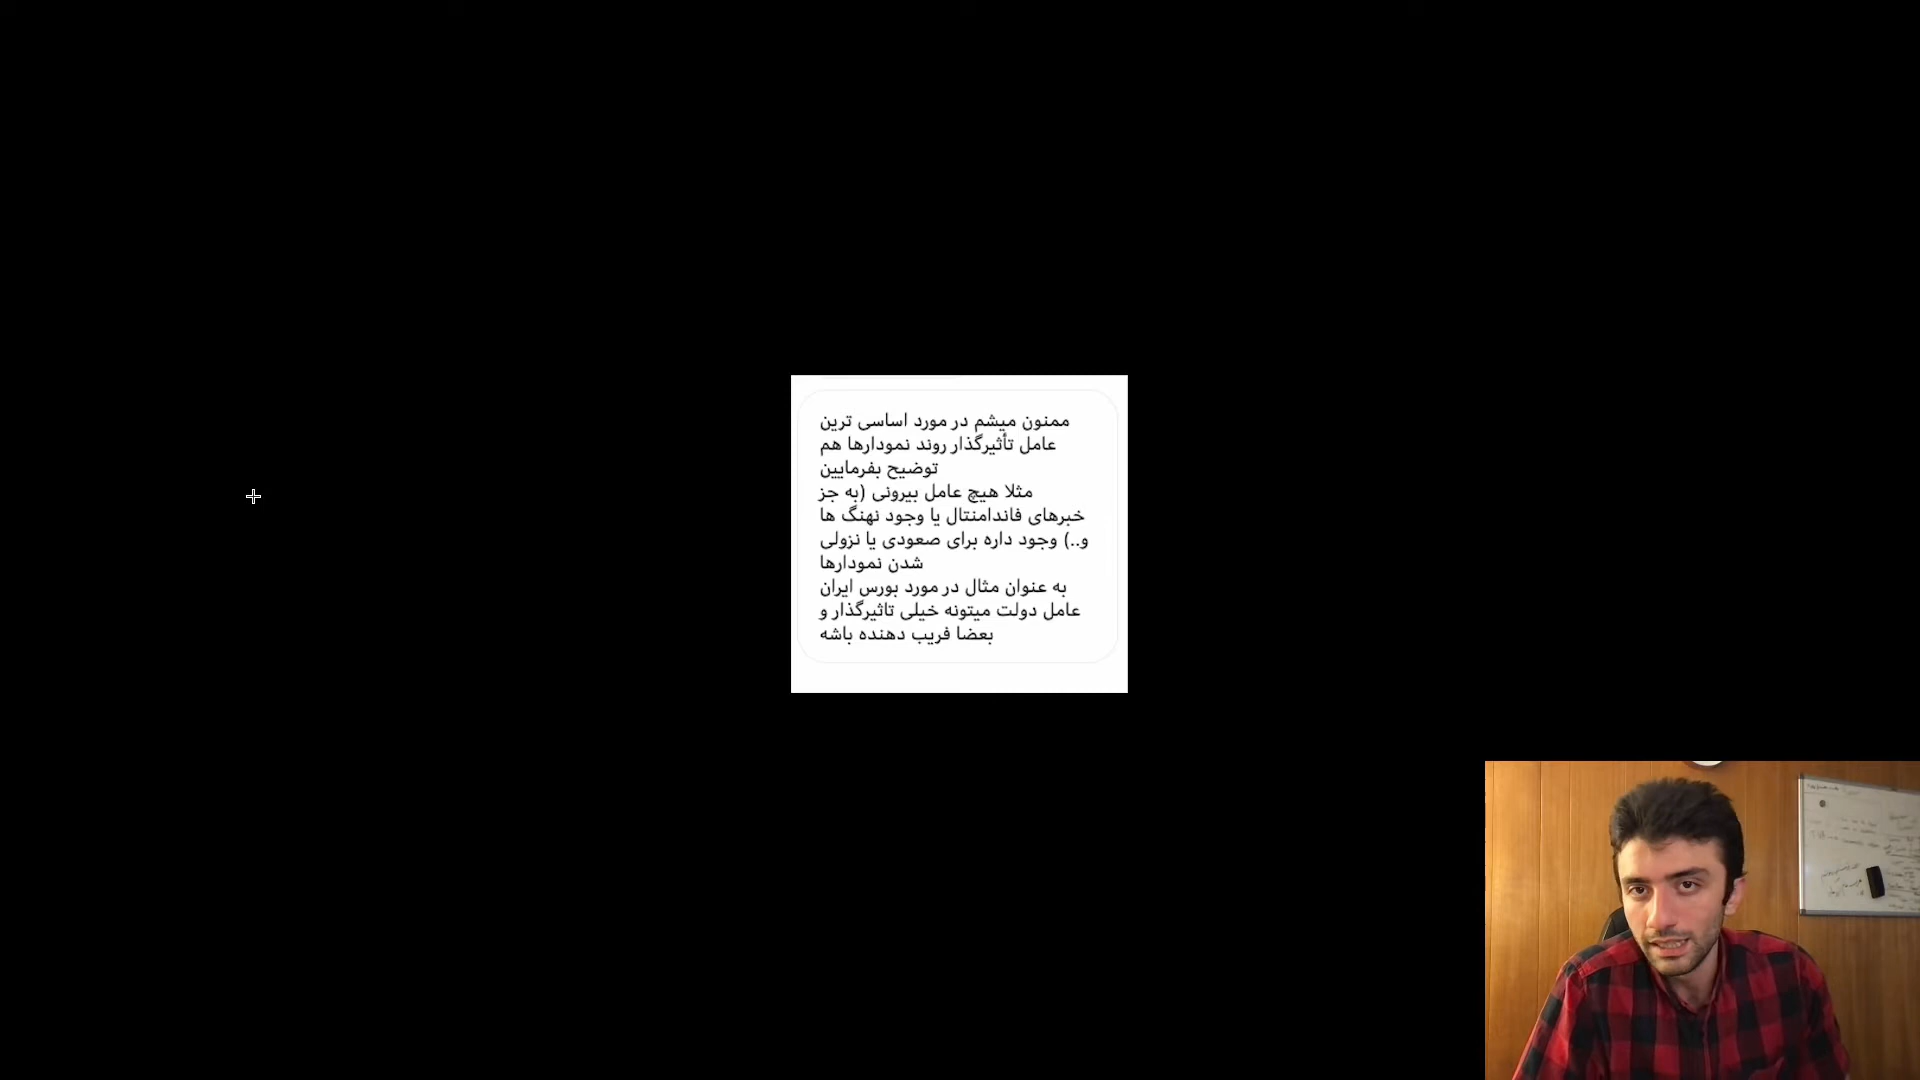 ممنون میشم در مورد اساسی ترین
عامل تأثیرگذار روند نمودارها هم
توضیح بفرمایین
مثلا هیچ عامل بیرونی (به جز
خبرهای فاندامنتال یا وجود نهنگ ها
و..) وجود داره برای صعودی یا نزولی
شدن نمودارها
به عنوان مثال در مورد بورس ایران
عامل دولت میتونه خیلی تاثیرگذار و
بعضا فریب دهنده باشه